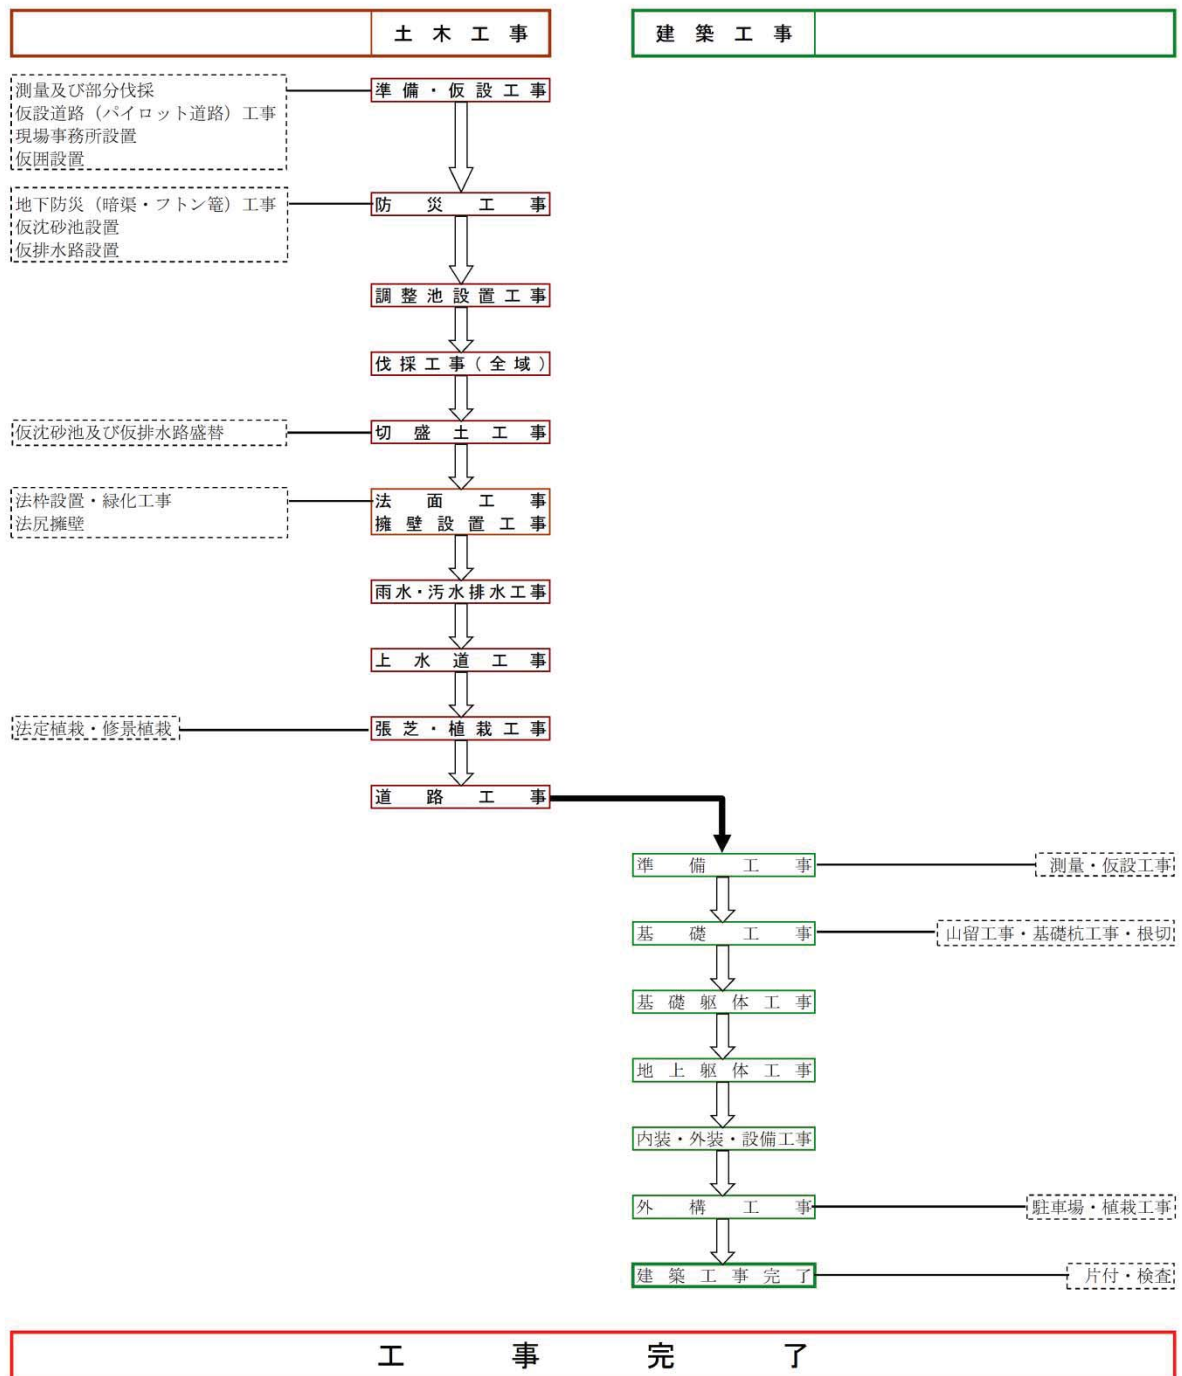 土木工事
建築工事
測量及び部分伐採
仮設道路（パイロット道路）工事
現場事務所設置
仮囲設置
準備・仮設工事
地下防災（暗渠・フトン篭）工事
仮沈砂池設置
仮排水路設置
防災工事
調整池設置工事
伐採工事（全域）
仮沈砂池及び仮排水路盛替
切盛土工事
法枠設置・緑化工事
法尻擁壁
法面工事
擁壁設置工事
雨水・汚水排水工事
上水道工事
法定植栽・修景植栽
張芝・植栽工事
道路工事
準備工事
測量・仮設工事
基礎工事
山留工事・基礎杭工事・根切
基礎躯体工事
地上躯体工事
内装・外装・設備工事
外構工事
駐車場・植栽工事
建築工事完了
片付・検査
工事完了